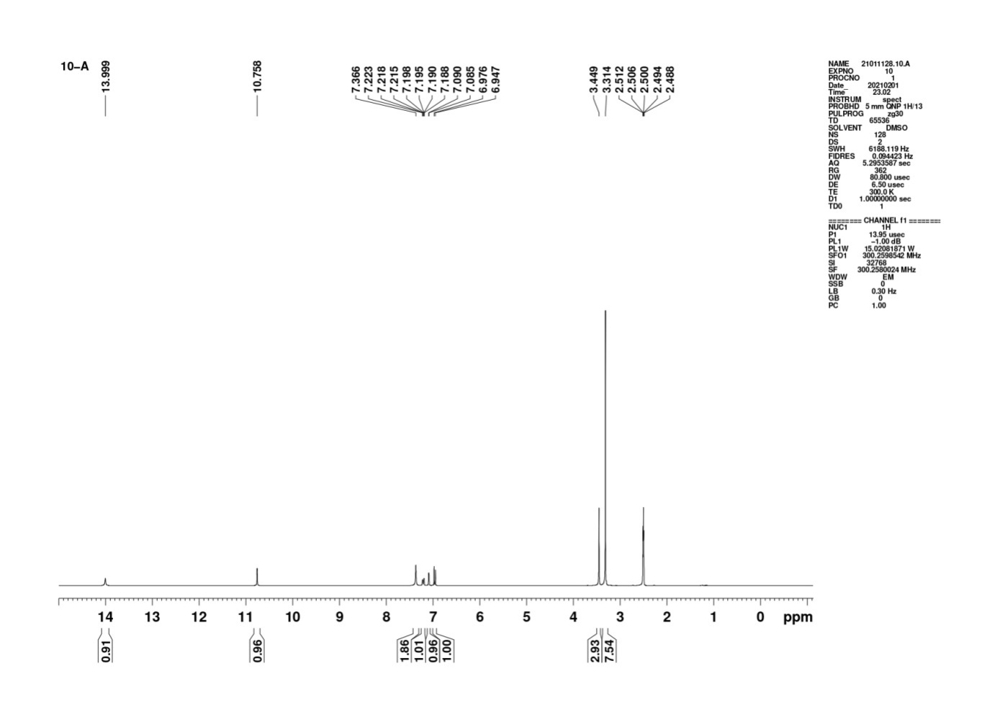 10−A
13.999
10.758
7.366
7.223
7.218
7.215
7.198
7.195
7.190
7.188
7.090
7.085
6.976
6.947
3.449
3.314
2.512
2.506
2.500
2.494
2.488
NAME 21011128.10.A
EXPNO 10
PROCNO 1
Date_ 20210201
Time 23.02
INSTRUM spect
PROBHD 5 mm QNP 1H/13
PULPROG zg30
TD 65536
SOLVENT DMSO
NS 128
DS 2
SWH 6188.119 Hz
FIDRES 0.094423 Hz
AQ 5.2953587 sec
RG 362
DW 80.800 usec
DE 6.50 usec
TE 300.0 K
D1 1.00000000 sec
TD0 1
======== CHANNEL f1 ========
NUC1 1H
P1 13.95 usec
PL1 −1.00 dB
PL1W 15.02081871 W
SFO1 300.2598542 MHz
SI 32768
SF 300.2580024 MHz
WDW EM
SSB 0
LB 0.30 Hz
GB 0
PC 1.00
14 13 12 11 10 9 8 7 6 5 4 3 2 1 0 ppm
0.91
0.96
1.86
1.01
0.96
1.00
2.93
7.54